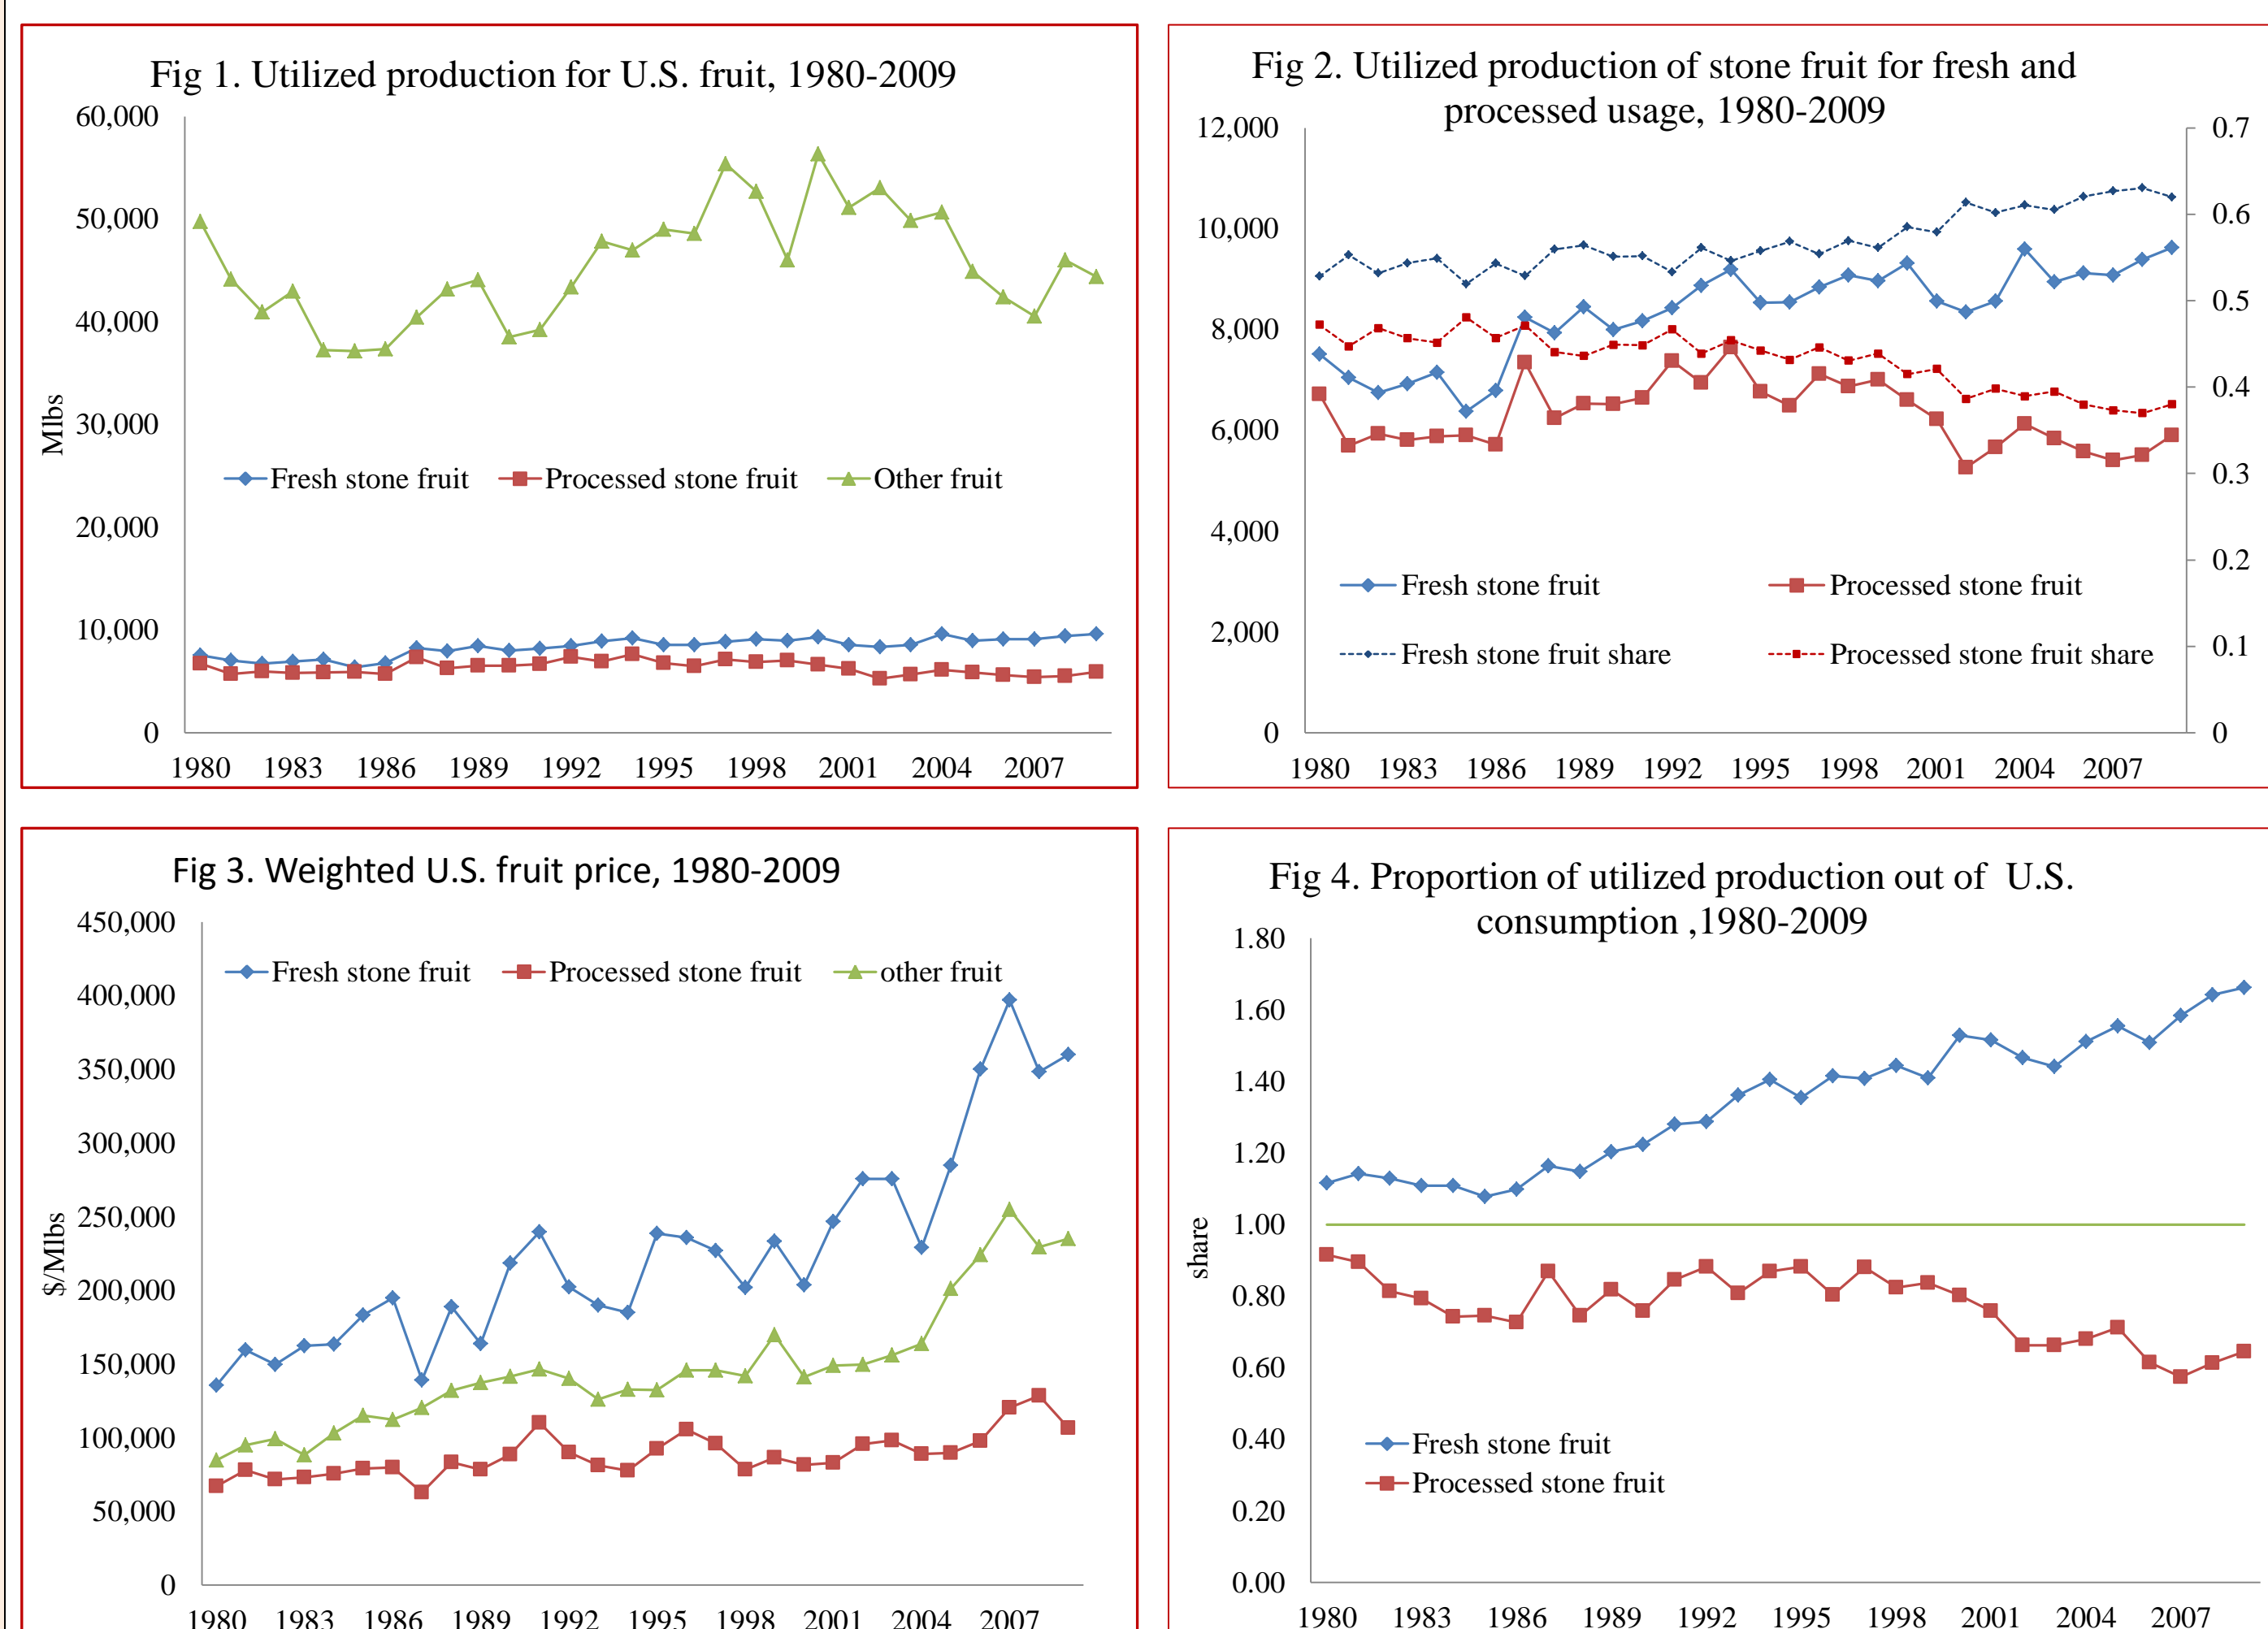 Fig 1. Utilized production for U.S. fruit, 1980-2009
60,000
50,000
40,000
30,000
20,000
10,000
0
Mlbs
Fresh stone fruit Processed stone fruit Other fruit
1980 1983 1986 1989 1992 1995 1998 2001 2004 2007
Fig 2. Utilized production of stone fruit for fresh and
processed usage, 1980-2009
12,000
10,000
8,000
6,000
4,000
2,000
0
0.7
0.6
0.5
0.4
0.3
0.2
0.1
0
Fresh stone fruit Processed stone fruit
Fresh stone fruit share Processed stone fruit share
1980 1983 1986 1989 1992 1995 1998 2001 2004 2007
Fig 3. Weighted U.S. fruit price, 1980-2009
450,000
400,000
350,000
300,000
250,000
200,000
150,000
100,000
50,000
0
$/Mlbs
Fresh stone fruit Processed stone fruit other fruit
1980 1983 1986 1989 1992 1995 1998 2001 2004 2007
Fig 4. Proportion of utilized production out of U.S.
consumption ,1980-2009
1.80
1.60
1.40
1.20
1.00
0.80
0.60
0.40
0.20
0.00
share
Fresh stone fruit
Processed stone fruit
1980 1983 1986 1989 1992 1995 1998 2001 2004 2007